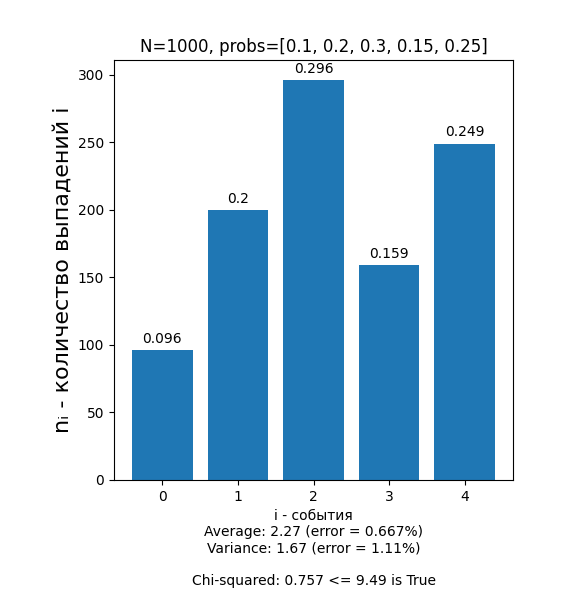 N=1000, probs=[0.1, 0.2, 0.3, 0.15, 0.25]
nᵢ - количество выпадений i
300
250
200
150
100
50
0
0.096
0.2
0.296
0.159
0.249
0 1 2 3 4
i - события
Average: 2.27 (error = 0.667%)
Variance: 1.67 (error = 1.11%)
Chi-squared: 0.757 <= 9.49 is True